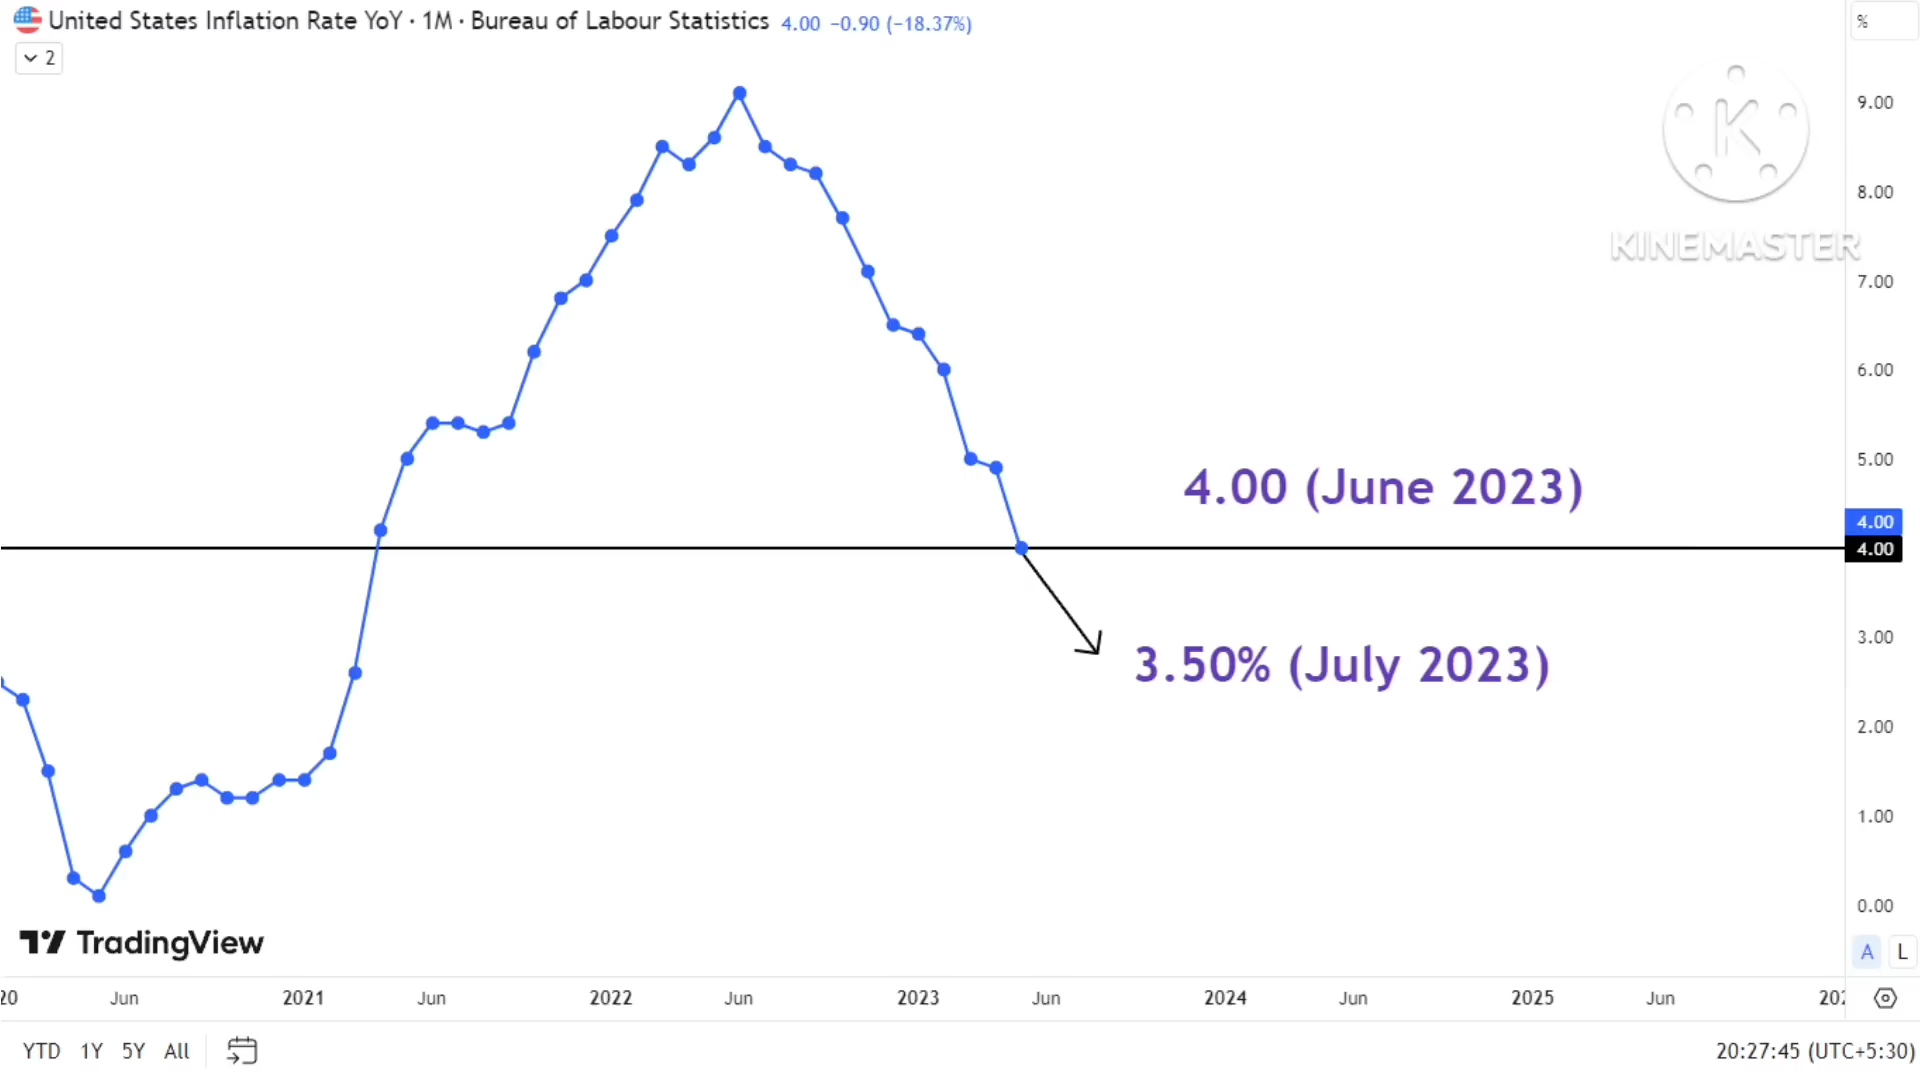 United States Inflation Rate YoY · 1M · Bureau of Labour Statistics 4.00 −0.90 (−18.37%)
%
2
K
KINEMASTER
9.00
8.00
7.00
6.00
5.00
4.00 (June 2023)
4.00
4.00
3.50% (July 2023)
3.00
2.00
1.00
0.00
TradingView
A L
20 Jun 2021 Jun 2022 Jun 2023 Jun 2024 Jun 2025 Jun 202
YTD 1Y 5Y All
20:27:45 (UTC+5:30)